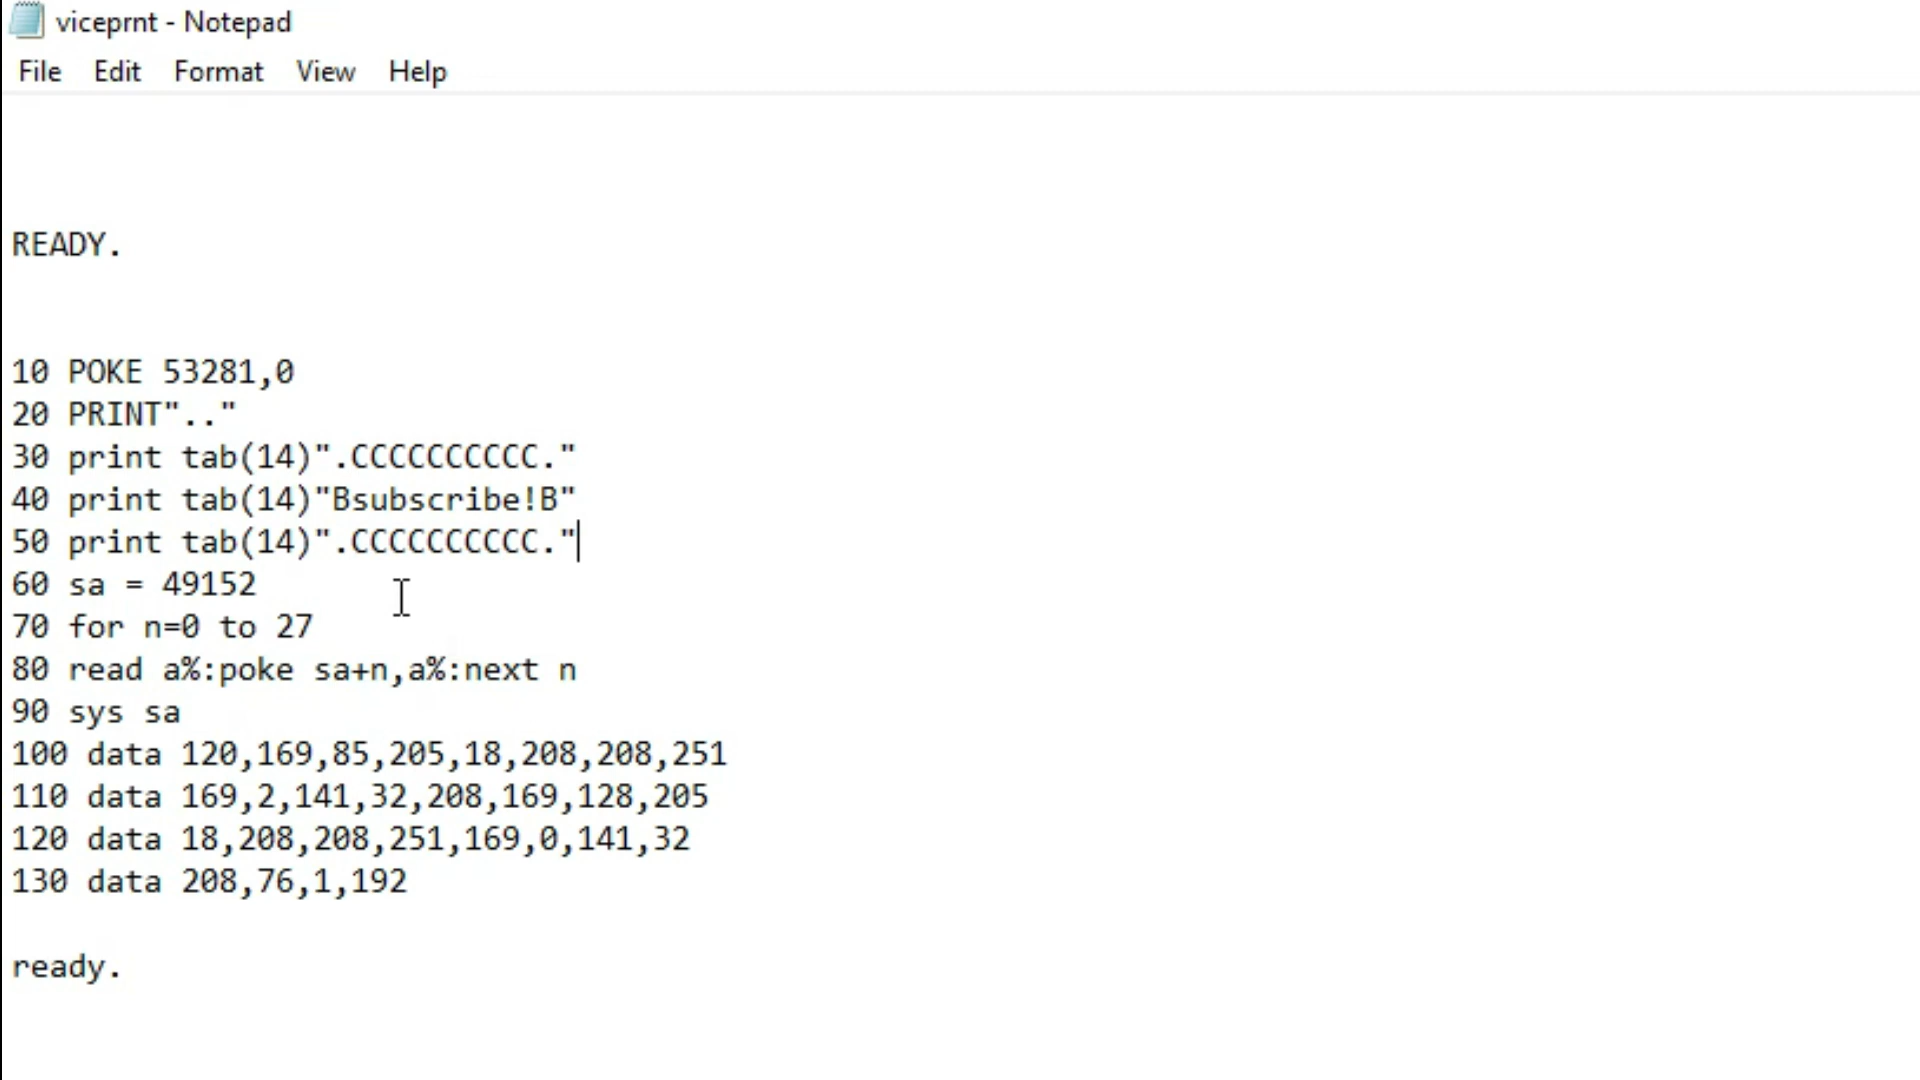 viceprnt - Notepad
File Edit Format View Help
READY.
10 POKE 53281,0
20 PRINT".."
30 print tab(14)".CCCCCCCCCC."
40 print tab(14)"Bsubscribe!B"
50 print tab(14)".CCCCCCCCCC."
60 sa = 49152
70 for n=0 to 27
80 read a%:poke sa+n,a%:next n
90 sys sa
100 data 120,169,85,205,18,208,208,251
110 data 169,2,141,32,208,169,128,205
120 data 18,208,208,251,169,0,141,32
130 data 208,76,1,192
ready.